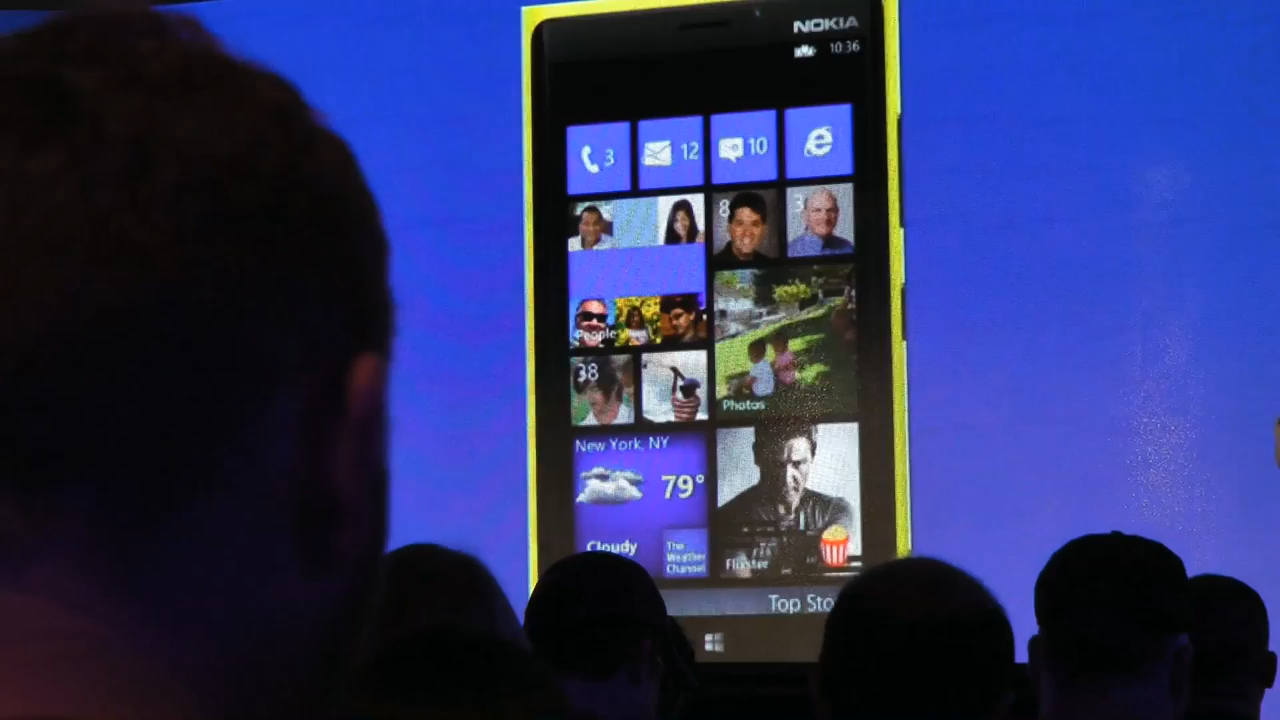 NOKIA
10:36
3
12
10
8
3
People
38
Photos
New York, NY
79°
Cloudy
The
Weather
Channel
Flixster
Top Sto